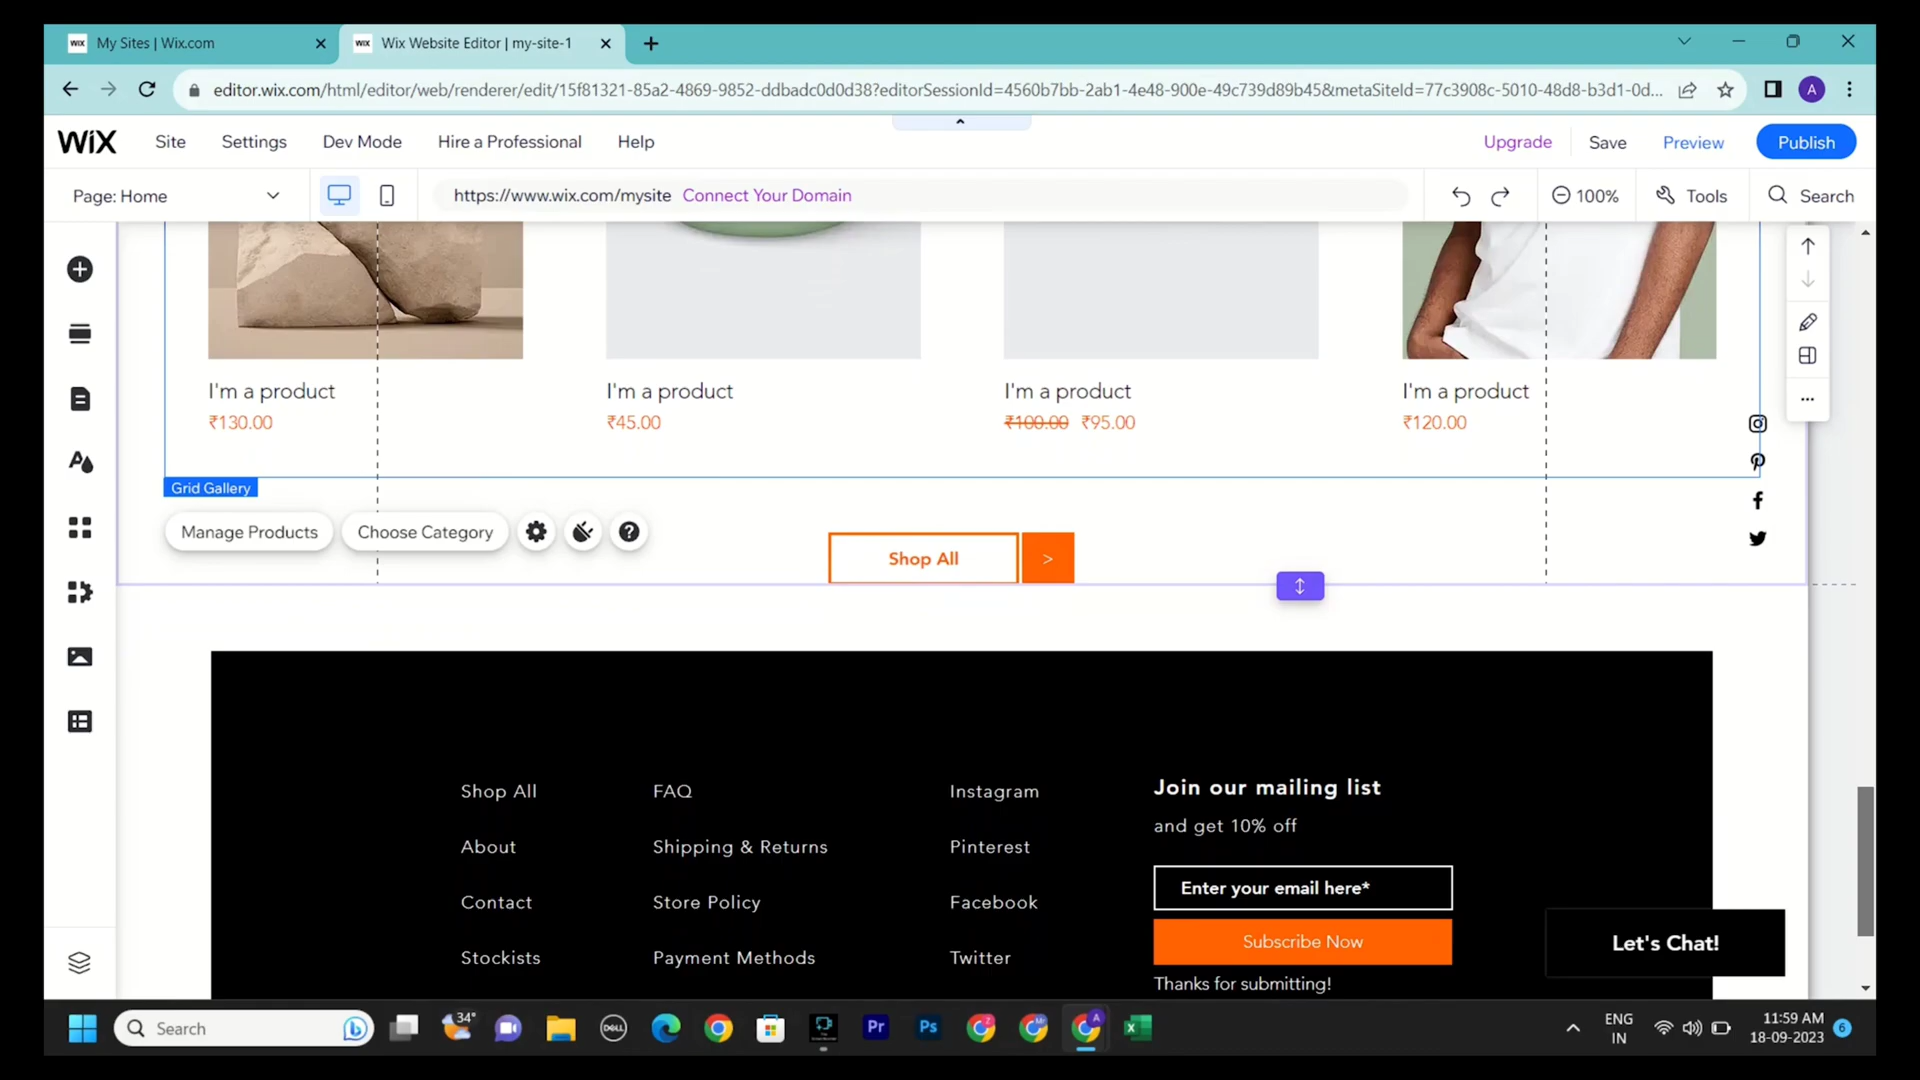 WiX My Sites | Wix.com
WiX Wix Website Editor | my-site-1
editor.wix.com/html/editor/web/renderer/edit/15f81321-85a2-4869-9852-ddbadc0d0d38?editorSessionId=4560b7bb-2ab1-4e48-900e-49c739d89b45&metaSiteId=77c3908c-5010-48d8-b3d1-0d...
A
WiX Site Settings Dev Mode Hire a Professional Help Upgrade Save Preview Publish
Page: Home https://www.wix.com/mysite Connect Your Domain 100% Tools Search
I'm a product I'm a product I'm a product I'm a product
₹130.00 ₹45.00 ₹100.00 ₹95.00 ₹120.00
Grid Gallery
Manage Products Choose Category ?
Shop All >
Shop All FAQ Instagram Join our mailing list
and get 10% off
About Shipping & Returns Pinterest
Contact Store Policy Facebook Enter your email here*
Subscribe Now Let's Chat!
Stockists Payment Methods Twitter
Thanks for submitting!
Search 34° DELL Pr Ps A ENG 11:59 AM
IN 18-09-2023 6